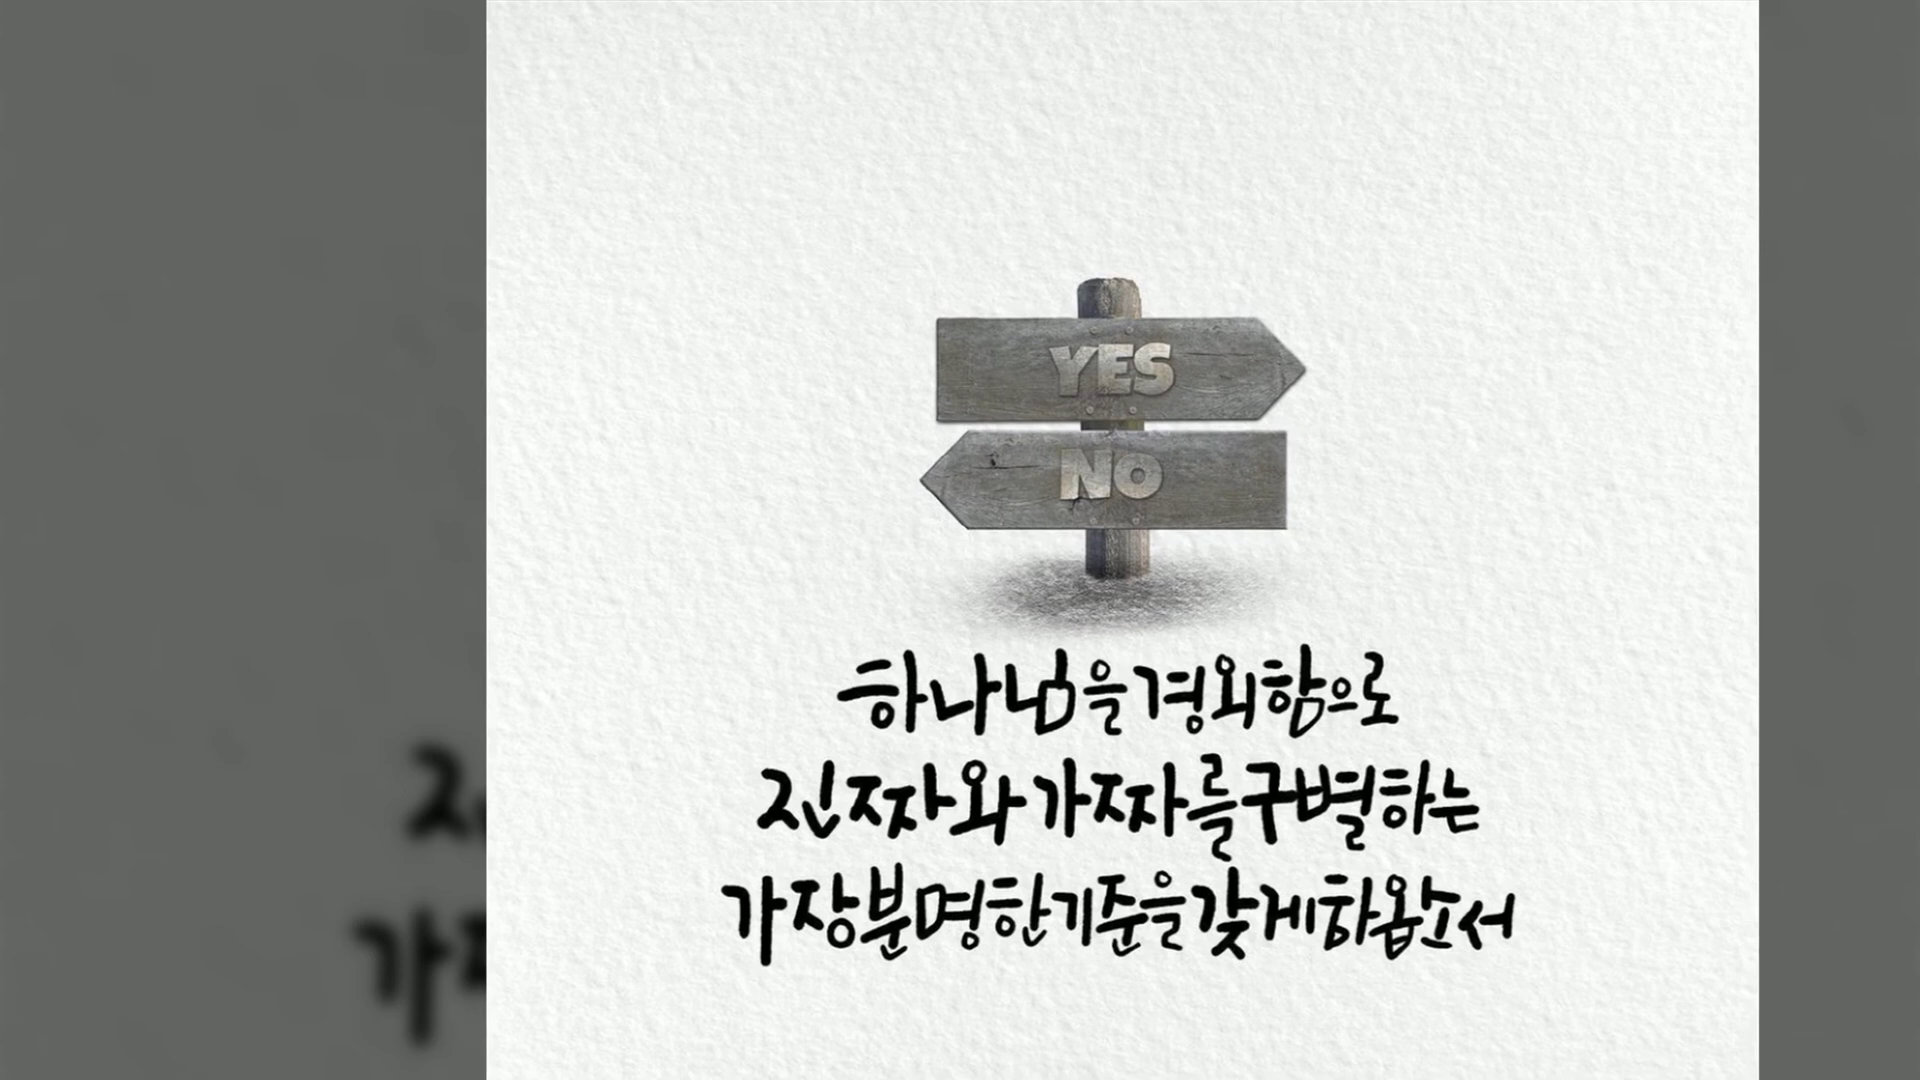 YES
NO
하나님을 경외함으로
진짜와 가짜를 구별하는
가장 분명한 기준을 갖게 하옵소서